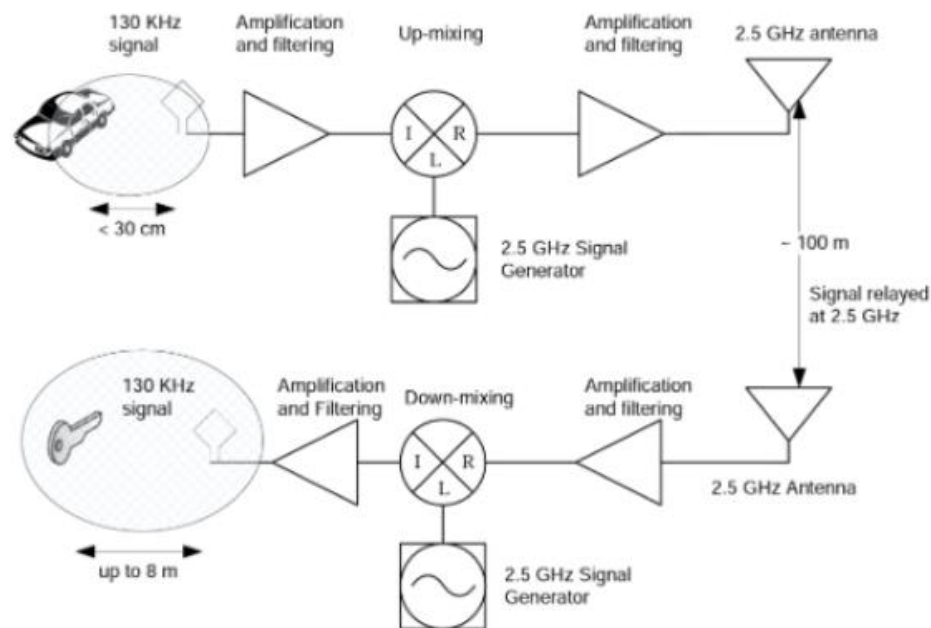 130 KHz
signal
Amplification
and filtering
Up-mixing
Amplification
and filtering
2.5 GHz antenna
I R
L
< 30 cm
2.5 GHz Signal
Generator
~ 100 m
Signal relayed
at 2.5 GHz
130 KHz
signal
Amplification
and Filtering
Down-mixing
Amplification
and filtering
I R
L
2.5 GHz Antenna
up to 8 m
2.5 GHz Signal
Generator